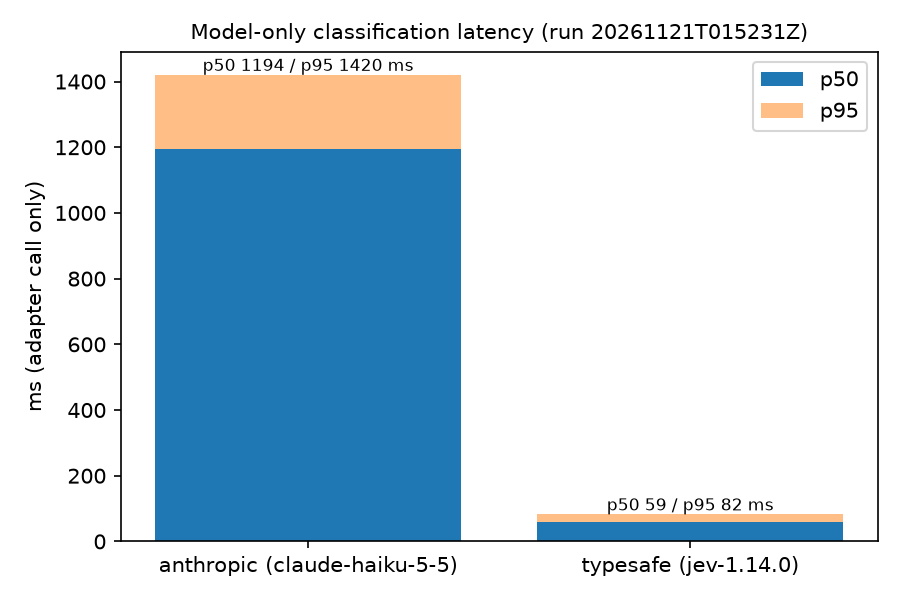 Model-only classification latency (run 20261121T015231Z)
p50 1194 / p95 1420 ms
p50
p95
1400
1200
1000
800
600
400
200
0
ms (adapter call only)
p50 59 / p95 82 ms
anthropic (claude-haiku-5-5)
typesafe (jev-1.14.0)